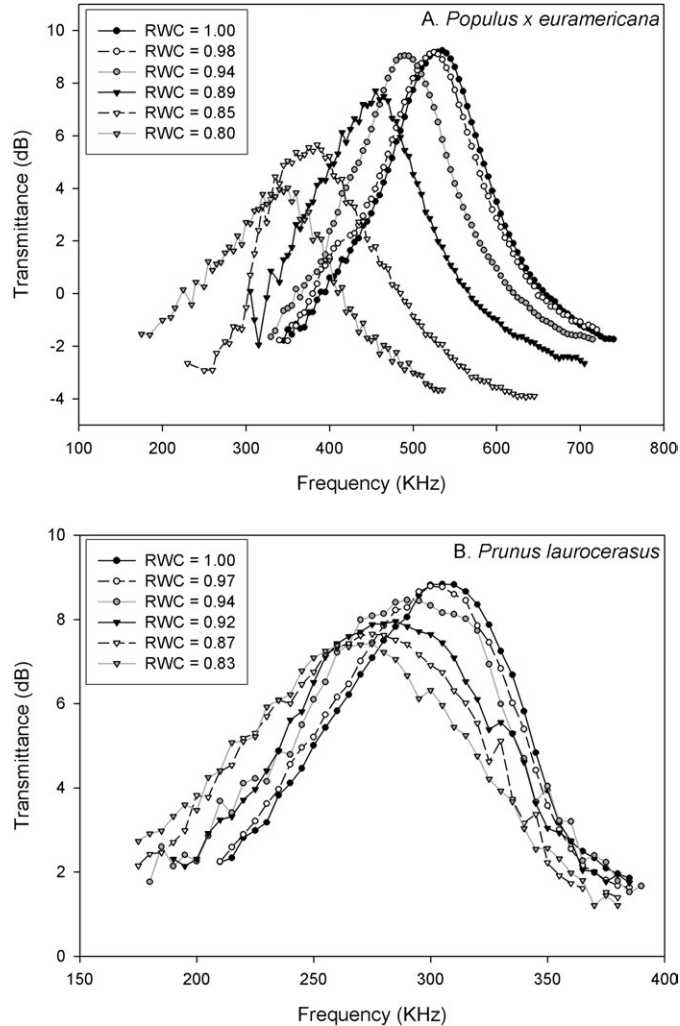 A. Populus x euramericana
RWC = 1.00
RWC = 0.98
RWC = 0.94
RWC = 0.89
RWC = 0.85
RWC = 0.80
Transmittance (dB)
10
8
6
4
2
0
-2
-4
100 200 300 400 500 600 700 800
Frequency (KHz)
B. Prunus laurocerasus
RWC = 1.00
RWC = 0.97
RWC = 0.94
RWC = 0.92
RWC = 0.87
RWC = 0.83
Transmittance (dB)
10
8
6
4
2
0
150 200 250 300 350 400
Frequency (KHz)